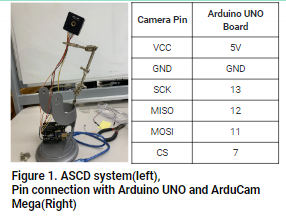 Camera Pin Arduino UNO Board
VCC 5V
GND GND
SCK 13
MISO 12
MOSI 11
CS 7
Figure 1. ASCD system(left),
Pin connection with Arduino UNO and ArduCam
Mega(Right)